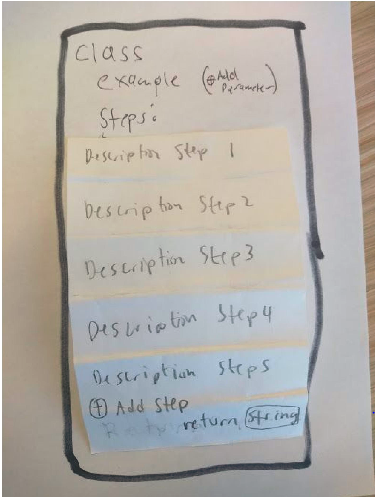 Class
example (⊕ Add
Parameter)
Steps:
Description Step 1
Description Step 2
Description Step 3
Description Step 4
Description Step 5
⊕ Add Step
return String